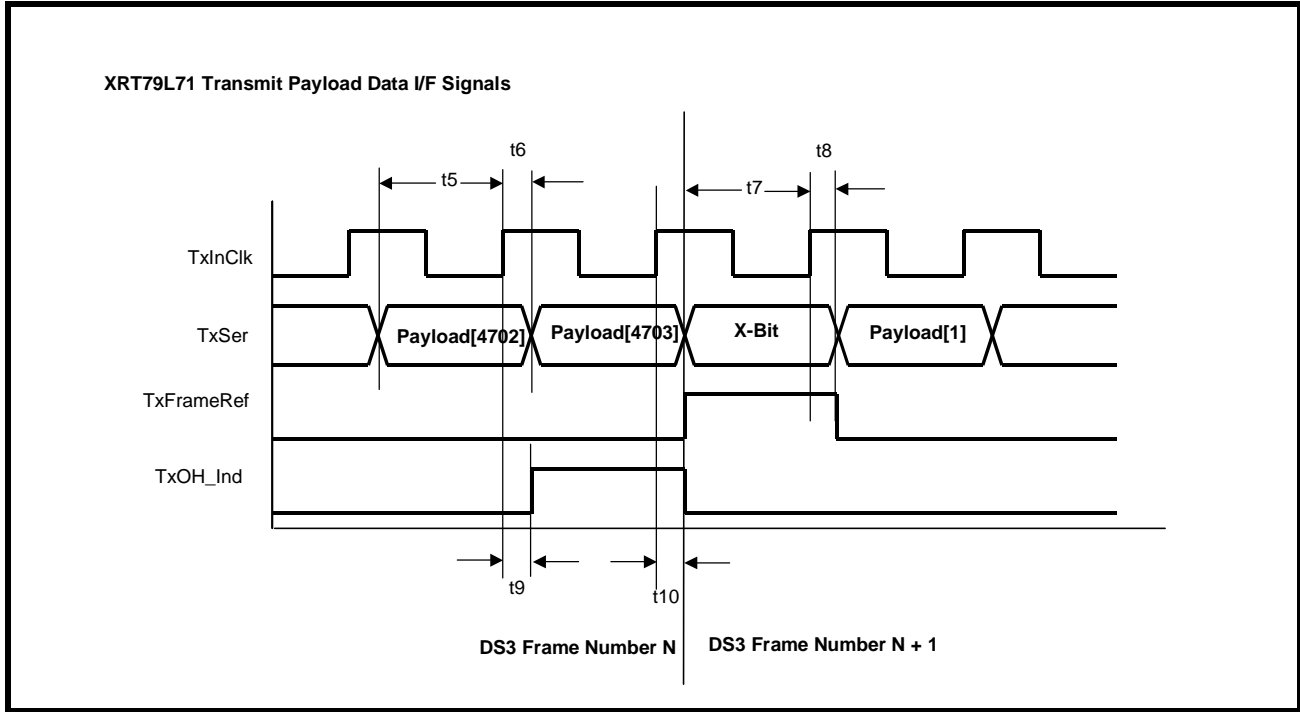 XRT79L71 Transmit Payload Data I/F Signals
t6
t8
t5
t7
TxInClk
TxSer
Payload[4702]
Payload[4703]
X-Bit
Payload[1]
TxFrameRef
TxOH_Ind
t9
t10
DS3 Frame Number N
DS3 Frame Number N + 1